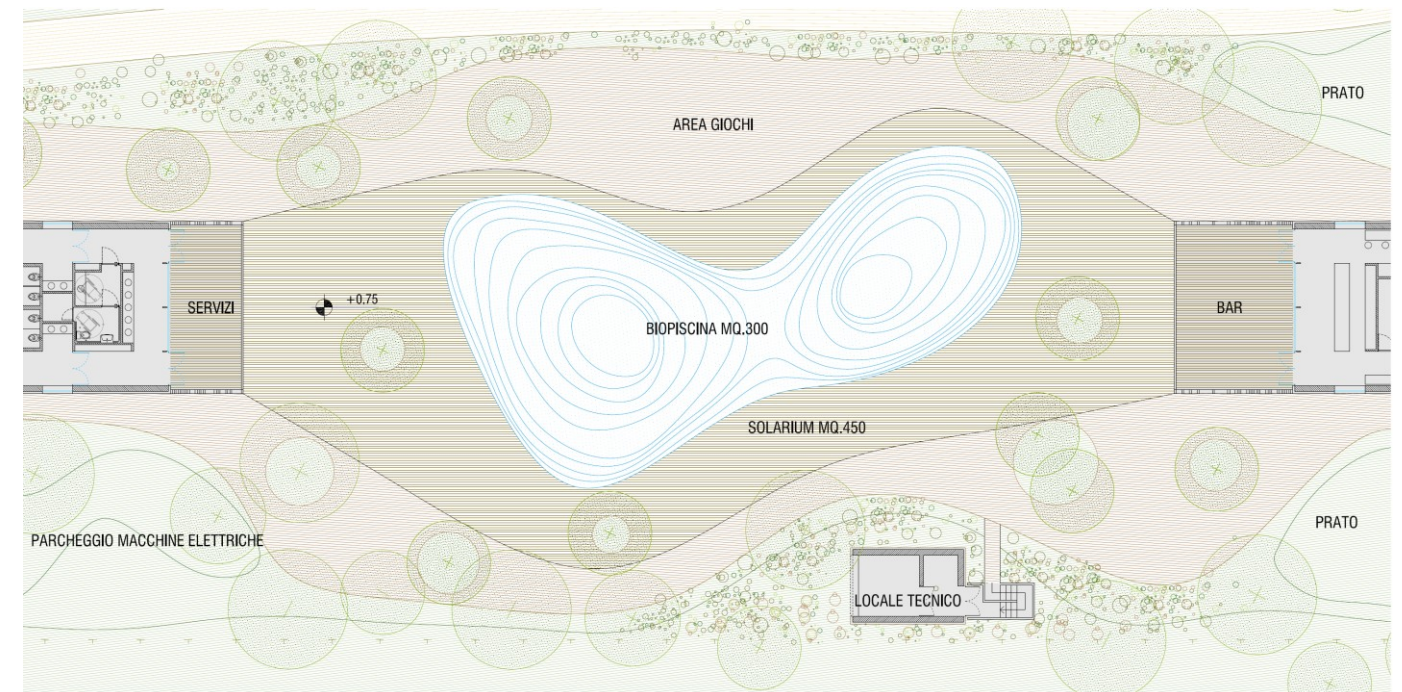 PRATO
AREA GIOCHI
+0.75
SERVIZI
BAR
BIOPISCINA MQ.300
SOLARIUM MQ.450
PRATO
PARCHEGGIO MACCHINE ELETTRICHE
LOCALE TECNICO